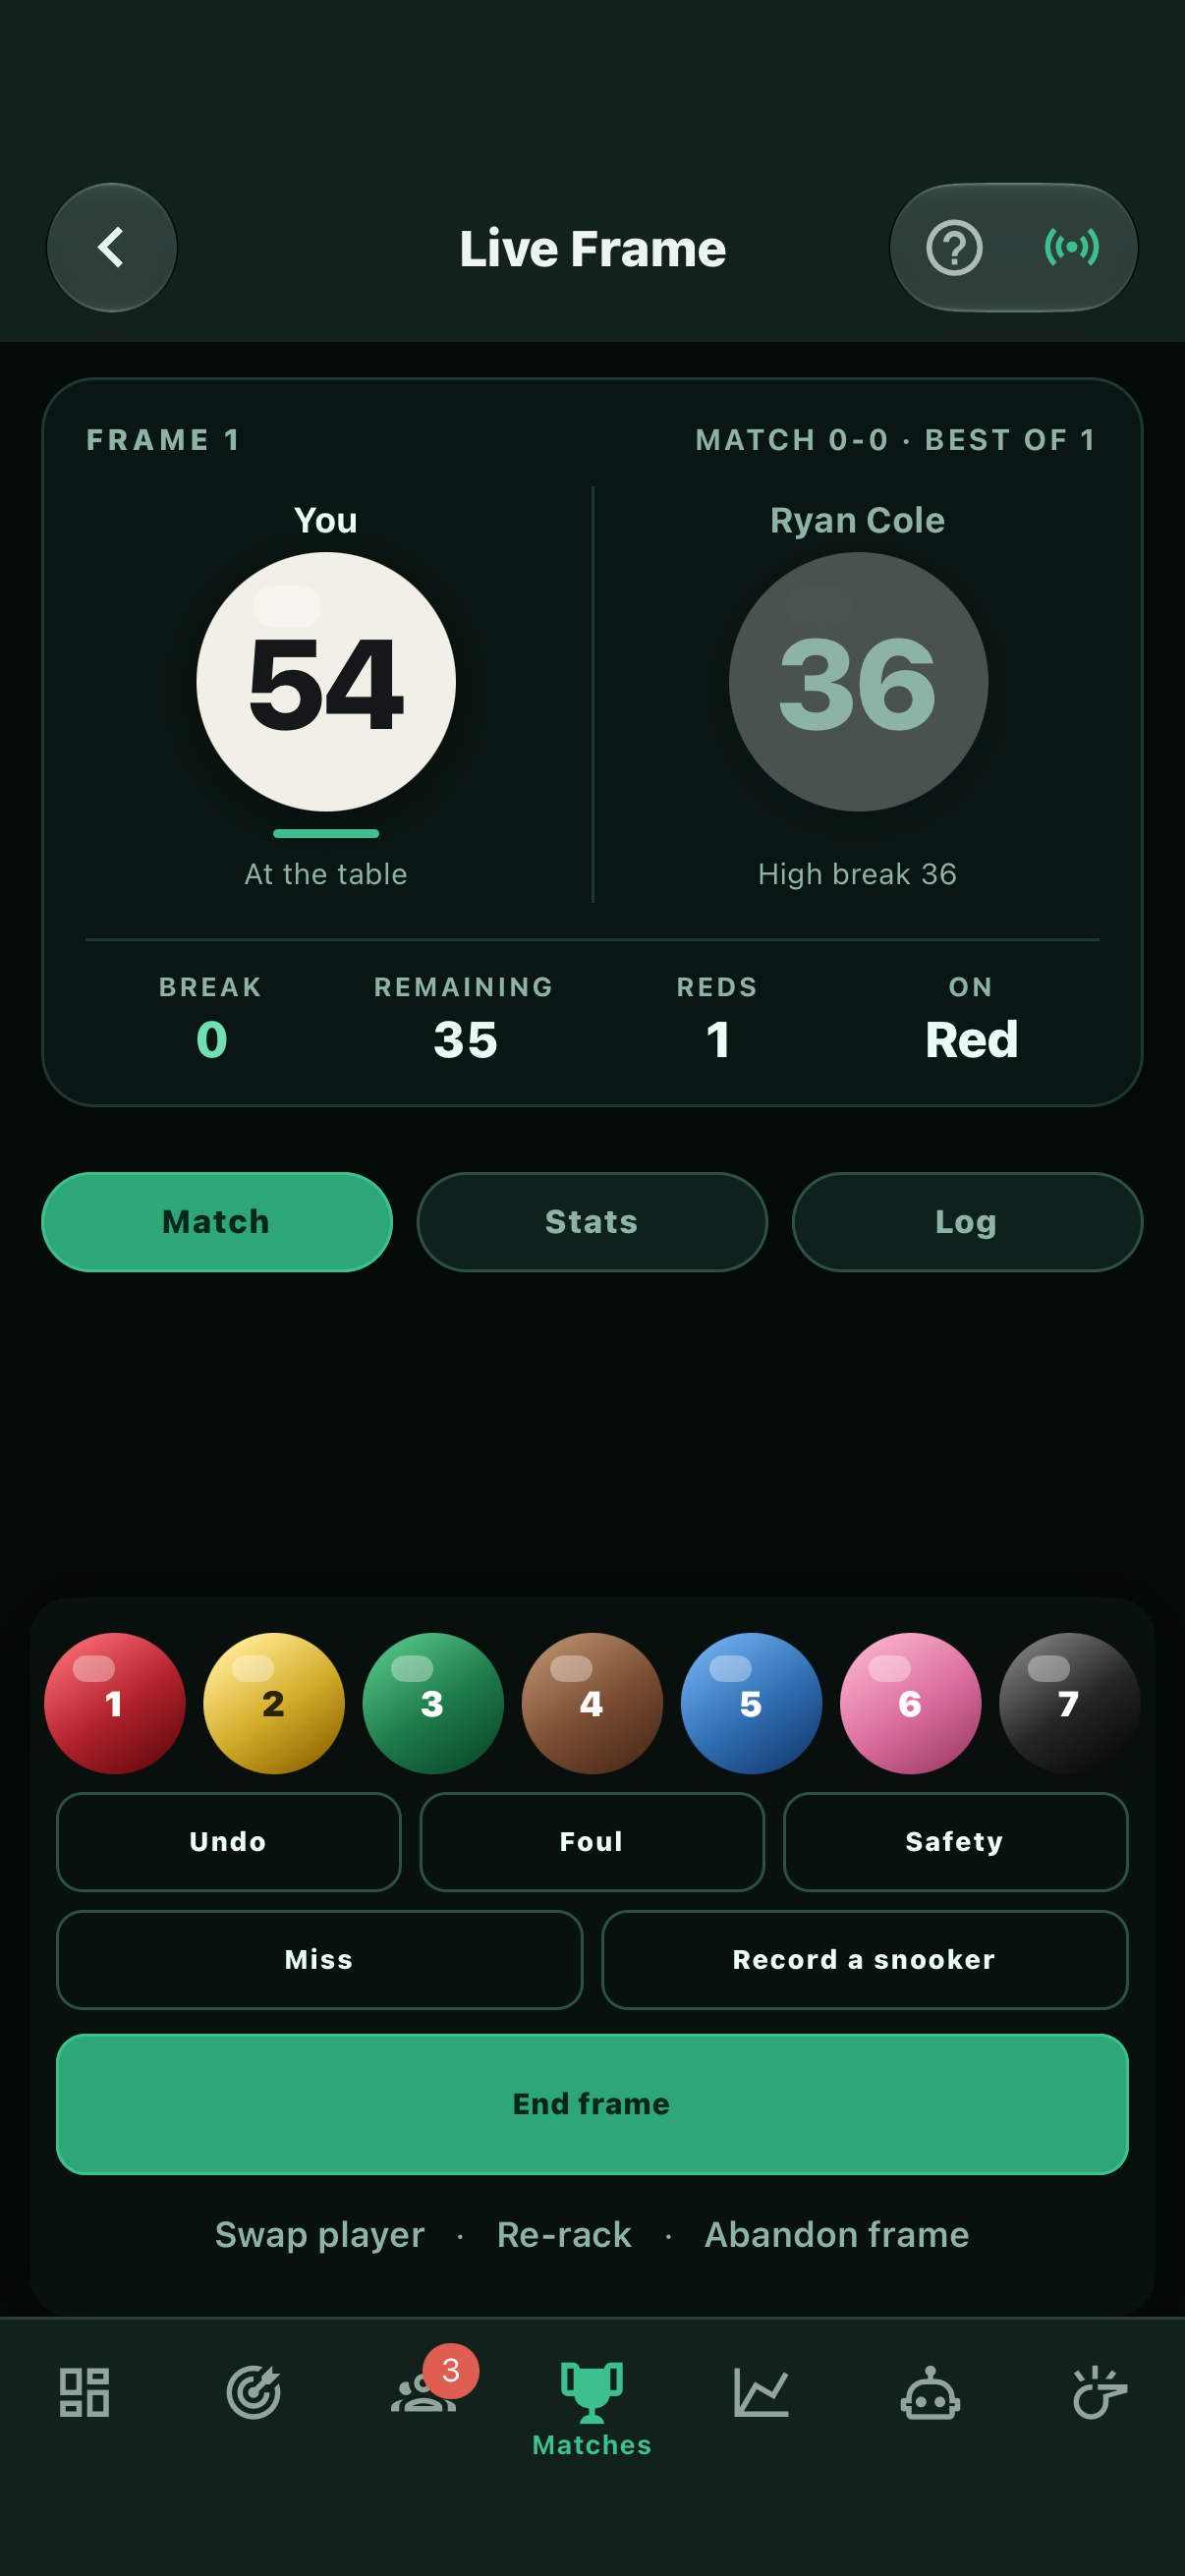 Live Frame
FRAME 1
MATCH 0-0 · BEST OF 1
You
Ryan Cole
54
36
At the table
High break 36
BREAK
REMAINING
REDS
ON
0
35
1
Red
Match
Stats
Log
1
2
3
4
5
6
7
Undo
Foul
Safety
Miss
Record a snooker
End frame
Swap player · Re-rack · Abandon frame
3
Matches